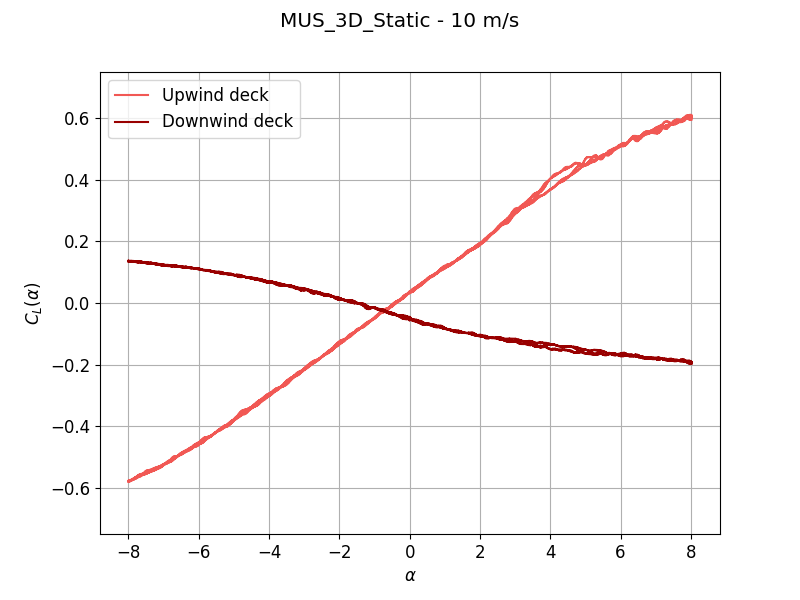 MUS_3D_Static - 10 m/s
Upwind deck
Downwind deck
0.6
0.4
0.2
0.0
−0.2
−0.4
−0.6
C_L(α)
−8 −6 −4 −2 0 2 4 6 8
α